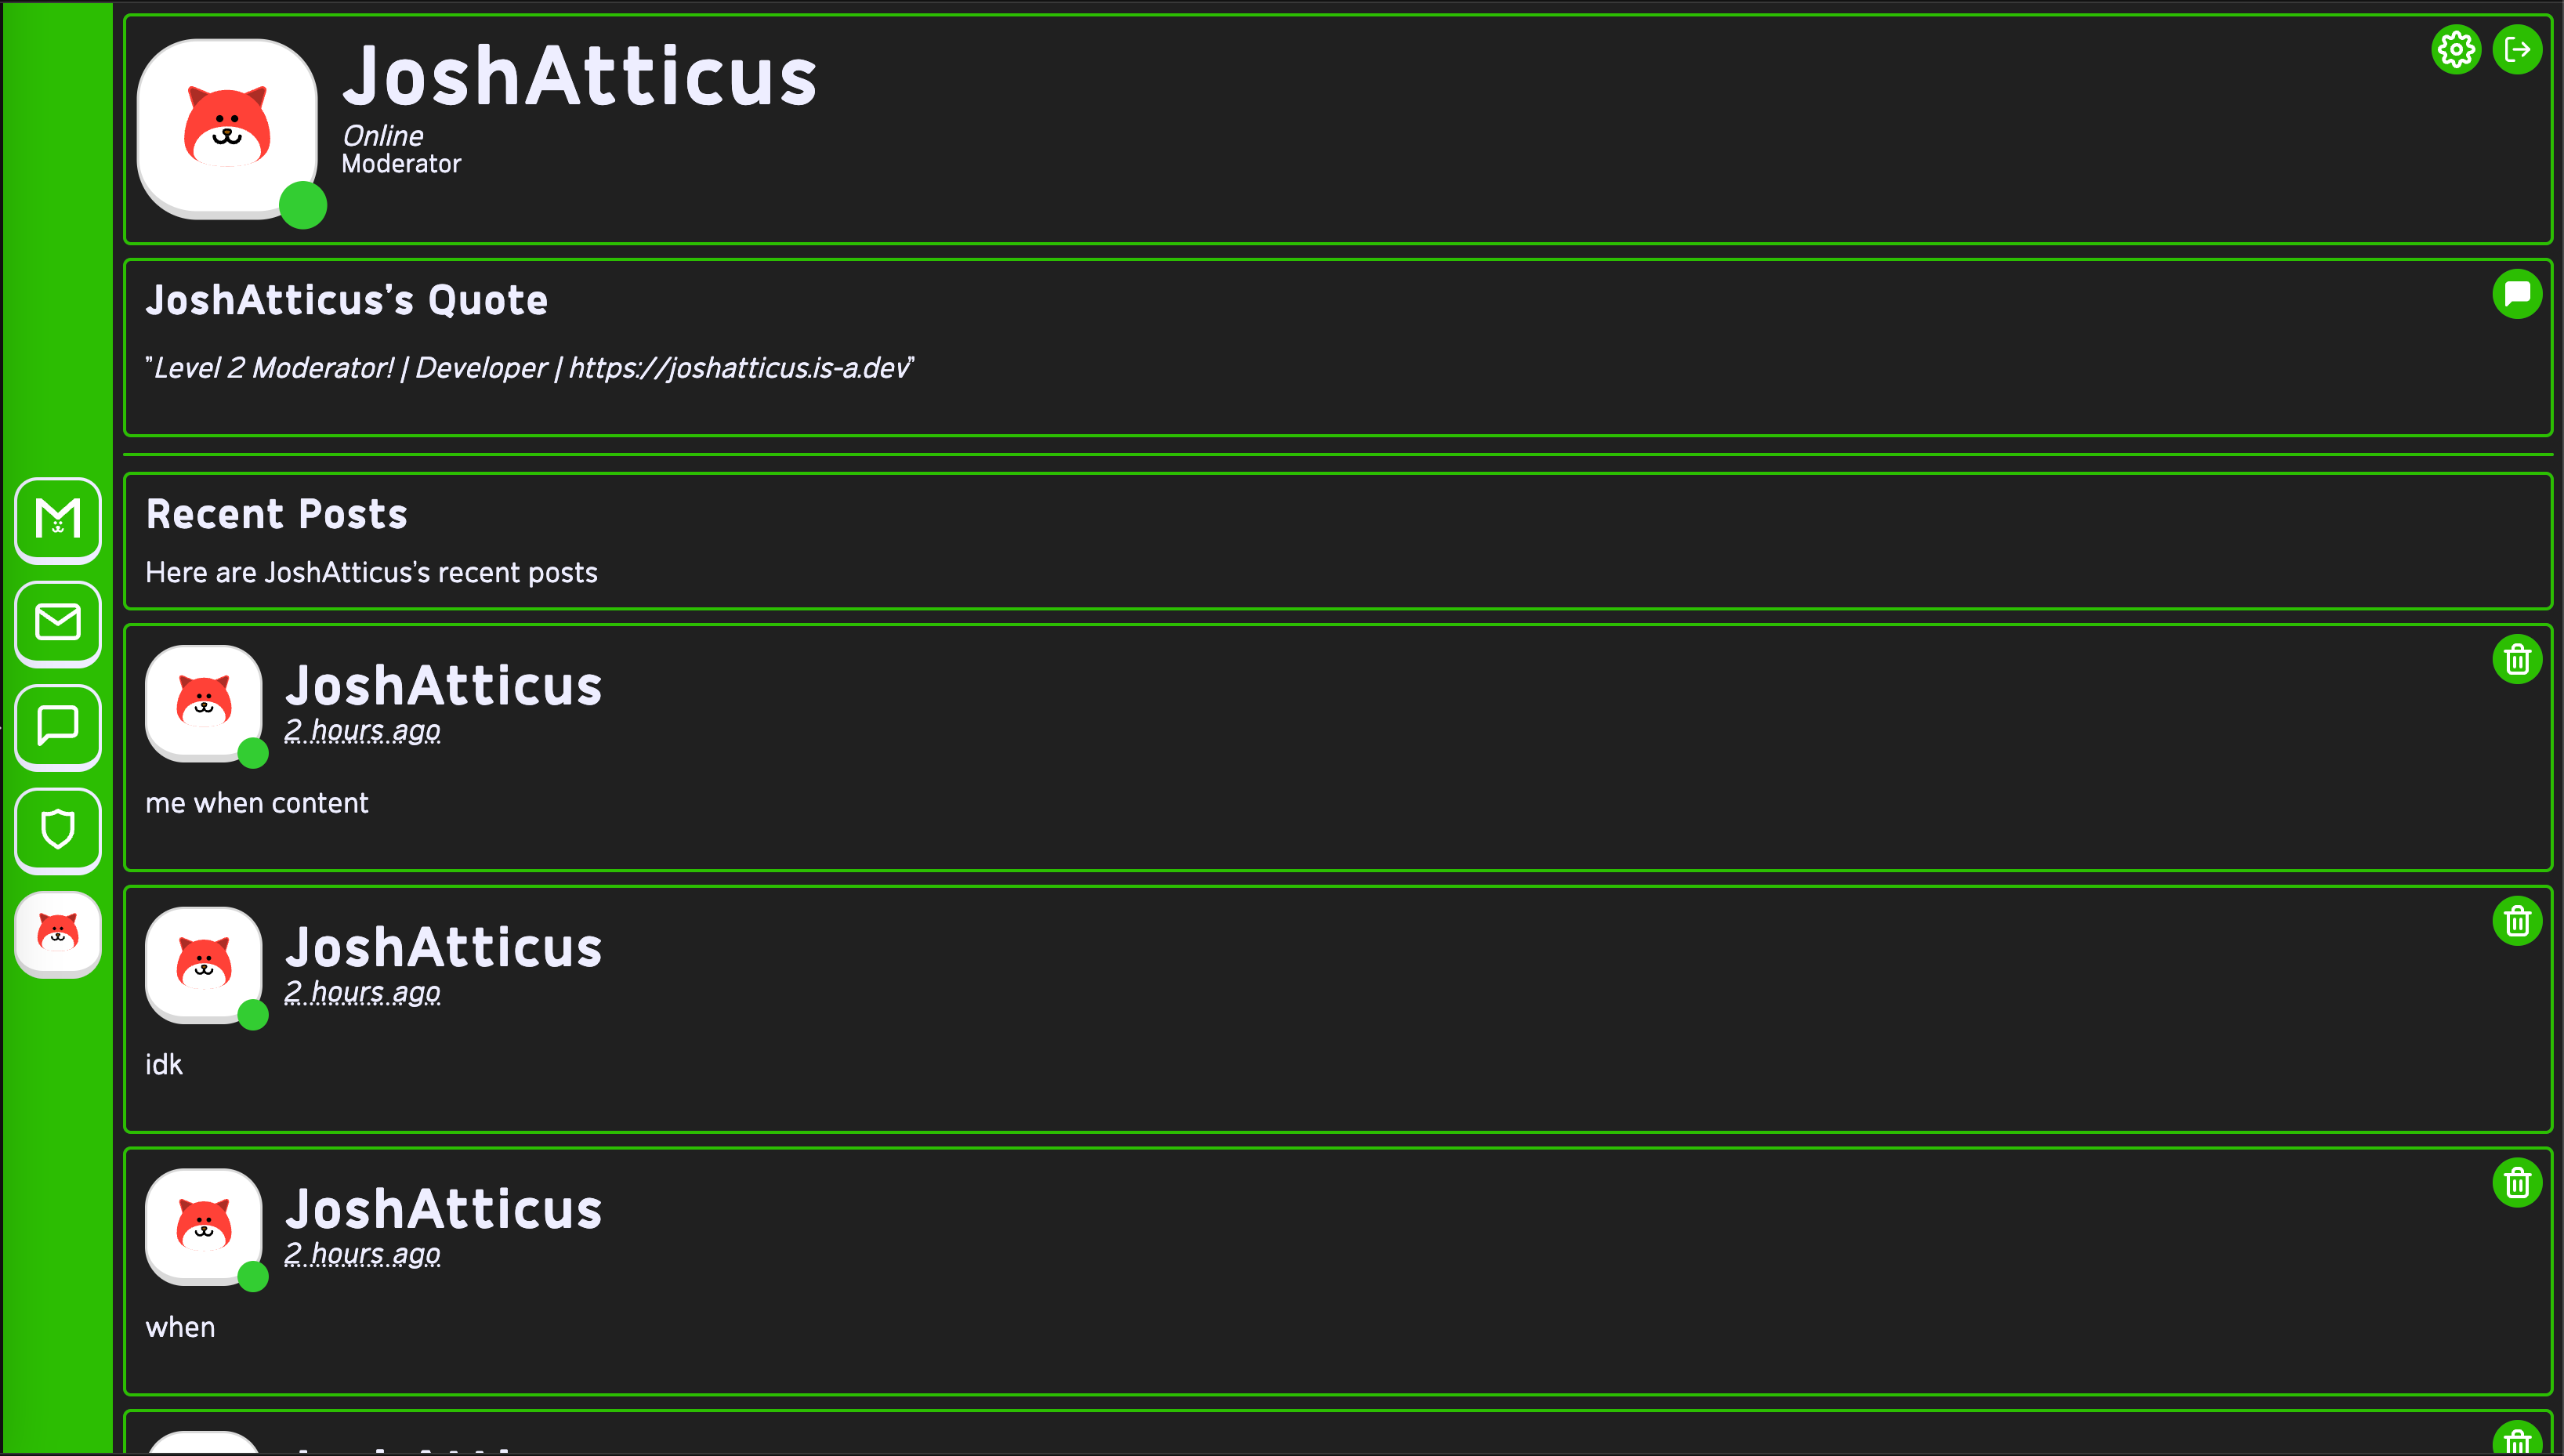 JoshAtticus
Online
Moderator
JoshAtticus's Quote
"Level 2 Moderator! | Developer | https://joshatticus.is-a.dev"
M
Recent Posts
Here are JoshAtticus's recent posts
JoshAtticus
2 hours ago
me when content
JoshAtticus
2 hours ago
idk
JoshAtticus
2 hours ago
when